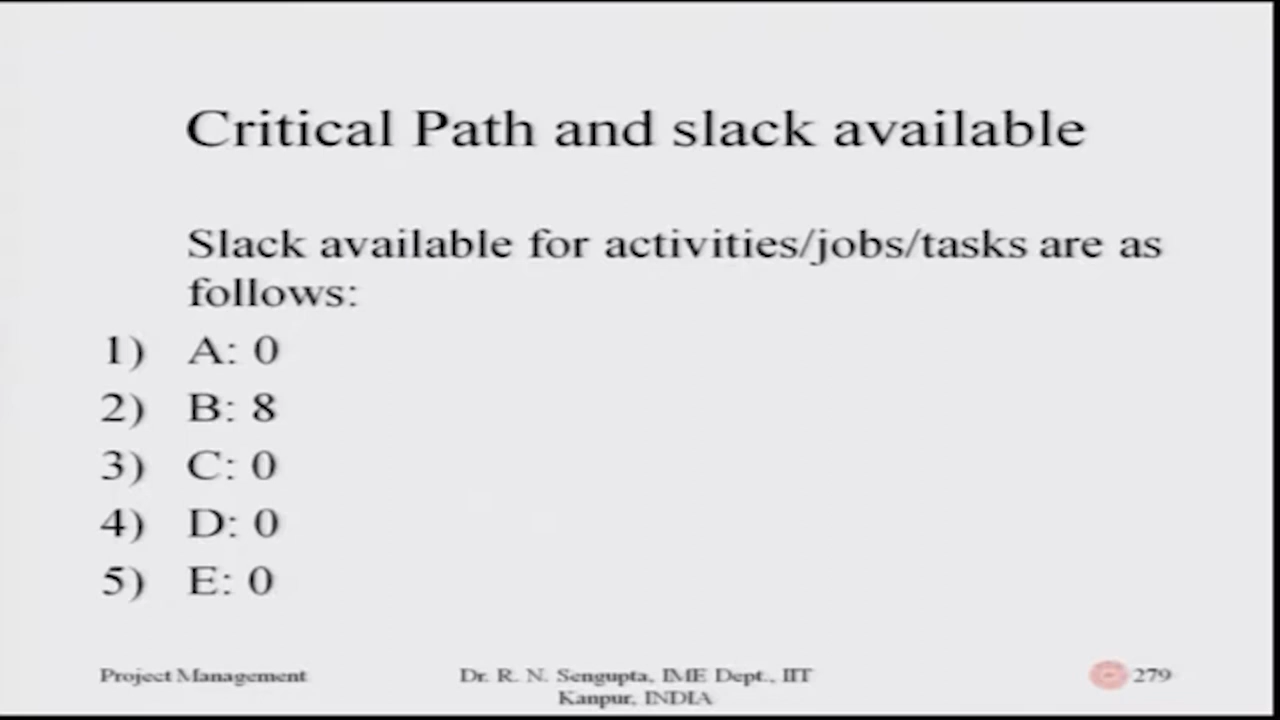 Critical Path and slack available
Slack available for activities/jobs/tasks are as
follows:
1) A: 0
2) B: 8
3) C: 0
4) D: 0
5) E: 0
Project Management
Dr. R. N. Sengupta, IME Dept., IIT
Kanpur, INDIA
279